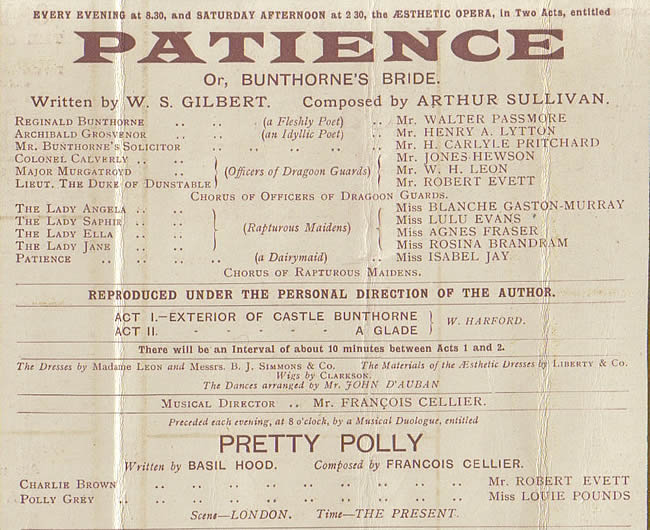 EVERY EVENING at 8.30, and SATURDAY AFTERNOON at 2 30, the ÆSTHETIC OPERA, in Two Acts, entitled
PATIENCE
Or, BUNTHORNE'S BRIDE.
Written by W. S. GILBERT. Composed by ARTHUR SULLIVAN.
REGINALD BUNTHORNE .. .. (a Fleshly Poet) .. Mr. WALTER PASSMORE
ARCHIBALD GROSVENOR .. .. (an Idyllic Poet) .. Mr. HENRY A. LYTTON
MR. BUNTHORNE'S SOLICITOR .. .. .. .. Mr. H. CARLYLE PRITCHARD
COLONEL CALVERLY .. .. Mr. JONES HEWSON
MAJOR MURGATROYD .. (Officers of Dragoon Guards) Mr. W. H. LEON
LIEUT. THE DUKE OF DUNSTABLE Mr. ROBERT EVETT
CHORUS OF OFFICERS OF DRAGOON GUARDS.
THE LADY ANGELA .. .. Miss BLANCHE GASTON-MURRAY
THE LADY SAPHIR .. .. Miss LULU EVANS
THE LADY ELLA .. .. (Rapturous Maidens) Miss AGNES FRASER
THE LADY JANE .. .. Miss ROSINA BRANDRAM
PATIENCE .. .. .. (a Dairymaid) .. Miss ISABEL JAY
CHORUS OF RAPTUROUS MAIDENS.
REPRODUCED UNDER THE PERSONAL DIRECTION OF THE AUTHOR.
ACT I.—EXTERIOR OF CASTLE BUNTHORNE
ACT II. - - - - - - A GLADE W. HARFORD.
There will be an Interval of about 10 minutes between Acts 1 and 2.
The Dresses by MADAME LEON and MESSRS. B. J. SIMMONS & CO. The Materials of the Æsthetic Dresses by LIBERTY & CO.
Wigs by CLARKSON.
The Dances arranged by Mr. JOHN D'AUBAN
MUSICAL DIRECTOR .. Mr. FRANÇOIS CELLIER.
Preceded each evening, at 8 o'clock, by a Musical Duologue, entitled
PRETTY POLLY
Written by BASIL HOOD. Composed by FRANCOIS CELLIER.
CHARLIE BROWN .. .. .. .. .. .. .. .. .. Mr. ROBERT EVETT
POLLY GREY .. .. .. .. .. .. .. .. .. Miss LOUIE POUNDS
Scene—LONDON. Time—THE PRESENT.